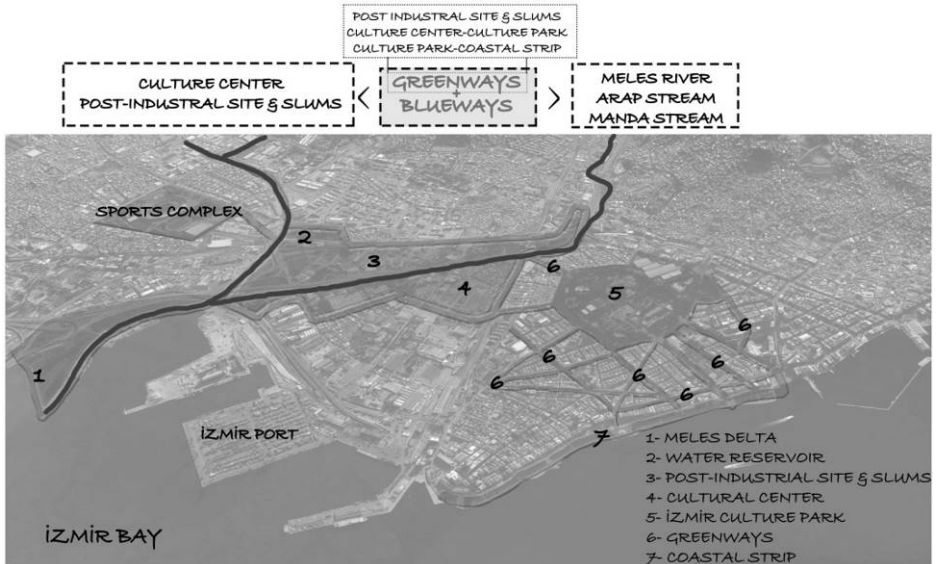 POST INDUSTRIAL SITE & SLUMS
CULTURE CENTER-CULTURE PARK
CULTURE PARK-COASTAL STRIP
CULTURE CENTER
POST-INDUSTRIAL SITE & SLUMS
<
GREENWAYS
+
BLUEWAYS
>
MELES RIVER
ARAP STREAM
MANDA STREAM
SPORTS COMPLEX
2
3
6
4
5
6
6
1
6
6
6
6
7
İZMİR PORT
İZMİR BAY
1- MELES DELTA
2- WATER RESERVOIR
3- POST-INDUSTRIAL SITE & SLUMS
4- CULTURAL CENTER
5- İZMİR CULTURE PARK
6- GREENWAYS
7- COASTAL STRIP